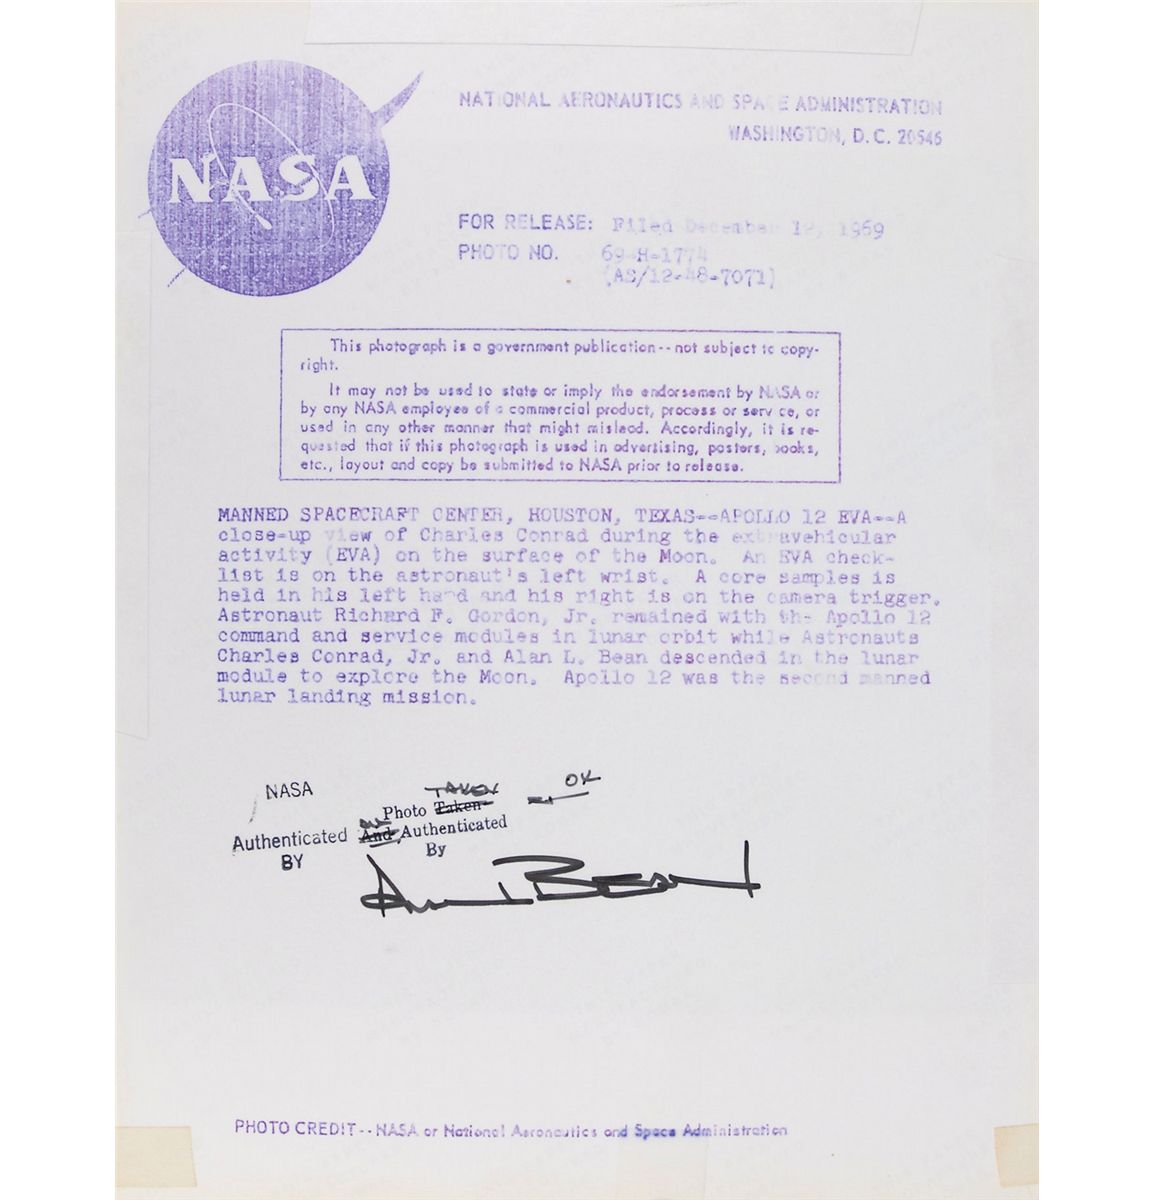 NASA
NATIONAL AERONAUTICS AND SPACE ADMINISTRATION
WASHINGTON, D.C. 20546
FOR RELEASE: Filed December 12, 1969
PHOTO NO. 69-H-1774
(AS/12-48-7071)
This photograph is a government publication--not subject to copy-
right.
It may not be used to state or imply the endorsement by NASA or
by any NASA employee of a commercial product, process or service, or
used in any other manner that might mislead. Accordingly, it is re-
quested that if this photograph is used in advertising, posters, books,
etc., layout and copy be submitted to NASA prior to release.
MANNED SPACECRAFT CENTER, HOUSTON, TEXAS--APOLLO 12 EVA--A
close-up view of Charles Conrad during the extravehicular
activity (EVA) on the surface of the Moon. An EVA check-
list is on the astronaut's left wrist. A core samples is
held in his left hand and his right is on the camera trigger.
Astronaut Richard F. Gordon, Jr. remained with the Apollo 12
command and service modules in lunar orbit while Astronauts
Charles Conrad, Jr. and Alan L. Bean descended in the lunar
module to explore the Moon. Apollo 12 was the second manned
lunar landing mission.
TAKEN OK
NASA Photo Taken
Authenticated And Authenticated
BY By
Alan Bean
PHOTO CREDIT--NASA or National Aeronautics and Space Administration